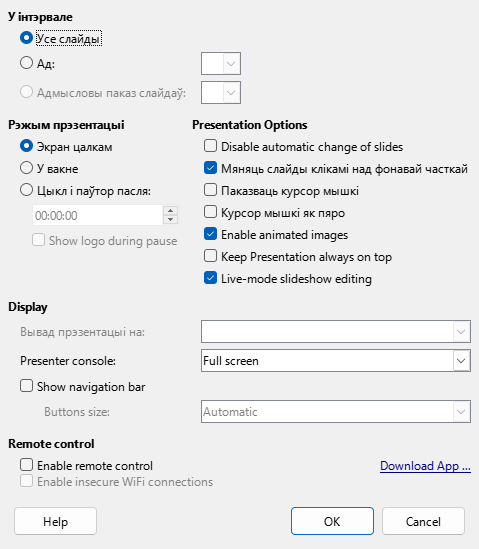 У інтэрвале
Усе слайды
Ад:
Адмысловы паказ слайдаў:
Рэжым прэзентацыі
Экран цалкам
У вакне
Цыкл і паўтор пасля:
00:00:00
Show logo during pause
Presentation Options
Disable automatic change of slides
Мяняць слайды клікамі над фонавай часткай
Паказваць курсор мышкі
Курсор мышкі як пяро
Enable animated images
Keep Presentation always on top
Live-mode slideshow editing
Display
Вывад прэзентацыі на:
Presenter console: Full screen
Show navigation bar
Buttons size: Automatic
Remote control
Enable remote control Download App ...
Enable insecure WiFi connections
Help OK Cancel